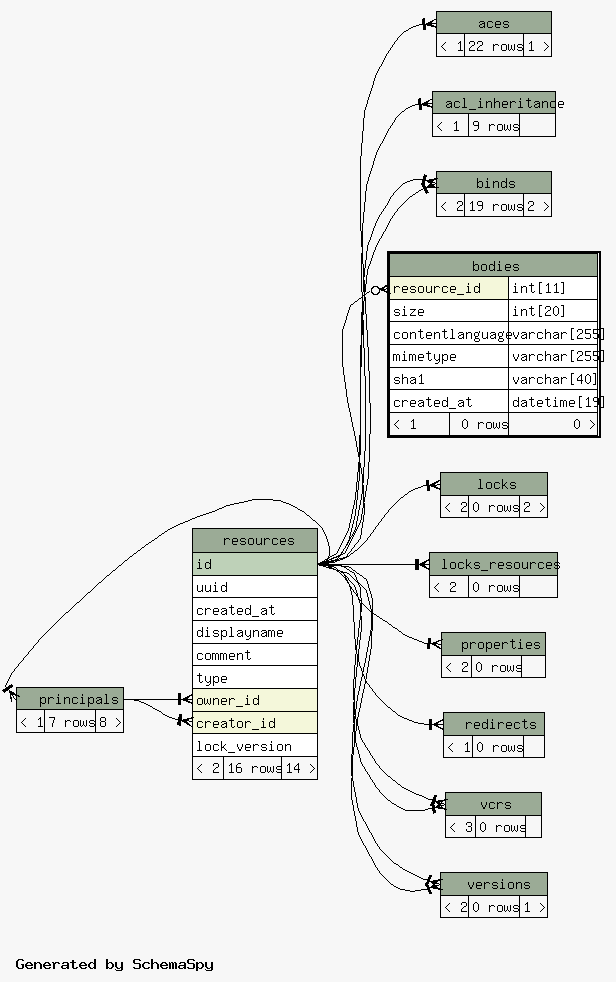 aces
< 1 22 rows 1 >
acl_inheritance
< 1 9 rows
binds
< 2 19 rows 2 >
bodies
resource_id int[11]
size int[20]
contentlanguage varchar[255]
mimetype varchar[255]
sha1 varchar[40]
created_at datetime[19]
< 1 0 rows 0 >
locks
< 2 0 rows 2 >
resources
id
uuid
created_at
displayname
comment
type
owner_id
creator_id
lock_version
< 2 16 rows 14 >
locks_resources
< 2 0 rows
properties
< 2 0 rows
principals
< 1 7 rows 8 >
redirects
< 1 0 rows
vcrs
< 3 0 rows
versions
< 2 0 rows 1 >
Generated by SchemaSpy